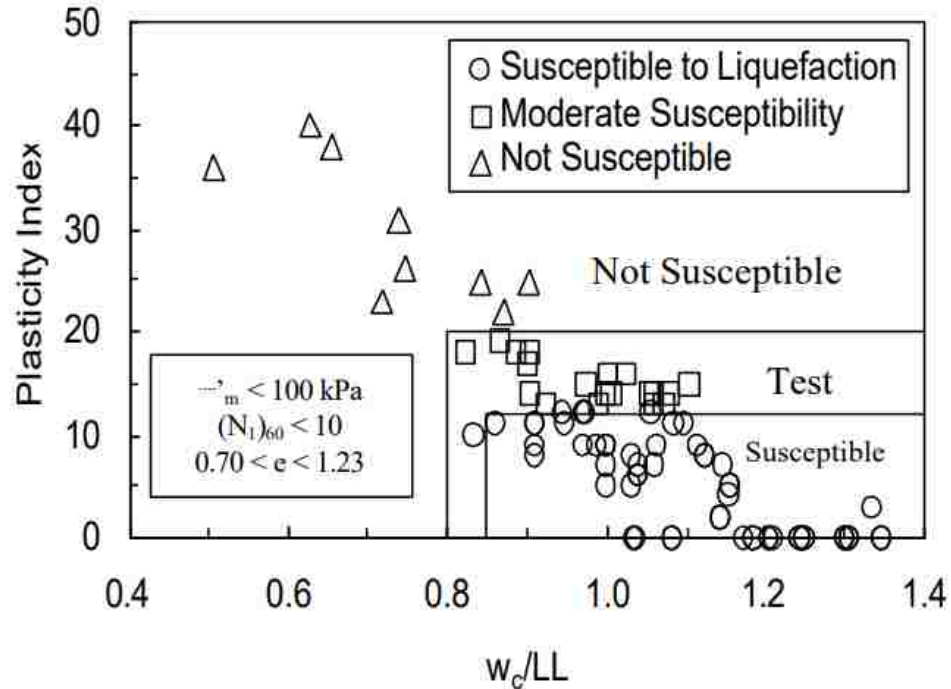 50
40
30
20
10
0
Plasticity Index
○ Susceptible to Liquefaction
□ Moderate Susceptibility
△ Not Susceptible
Not Susceptible
Test
Susceptible
'm < 100 kPa
(N1)60 < 10
0.70 < e < 1.23
0.4 0.6 0.8 1.0 1.2 1.4
wc/LL